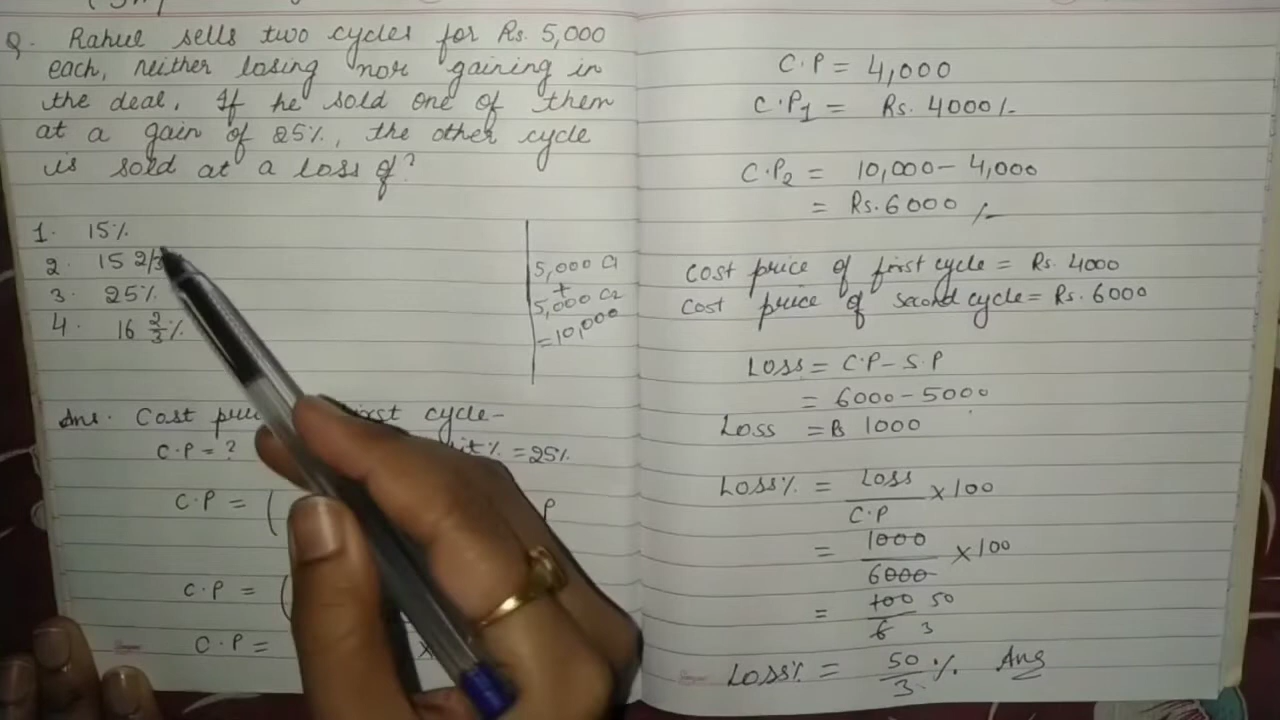 Q. Rahul sells two cycles for Rs. 5,000
each, neither losing nor gaining in
the deal. If he sold one of them
at a gain of 25%, the other cycle
is sold at a loss of?
1. 15%
2. 15 2/3
3. 25%
4. 16 2/3 %
5,000 C1
+
5,000 C2
=10,000
Ans. Cost first cycle-
C.P = ? % = 25%
C.P = (
C.P = (
C.P = ×
C.P = 4,000
C.P1 = Rs. 4000/-
C.P2 = 10,000 - 4,000
= Rs. 6000 /-
Cost price of first cycle = Rs. 4000
Cost price of second cycle = Rs. 6000
Loss = C.P - S.P
= 6000 - 5000
Loss = 1000
Loss% = Loss / C.P × 100
= 1000 / 6000 × 100
= 100 50 / 6 3
Loss% = 50 / 3 % Ans